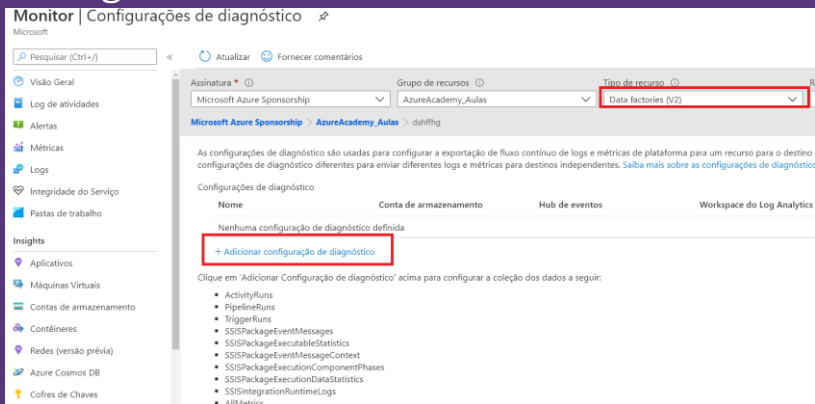 Monitor | Configurações de diagnóstico
Microsoft
Pesquisar (Ctrl+/)
«
Atualizar
Fornecer comentários
Visão Geral
Log de atividades
Alertas
Métricas
Logs
Integridade do Serviço
Pastas de trabalho
Insights
Aplicativos
Máquinas Virtuais
Contas de armazenamento
Contêineres
Redes (versão prévia)
Azure Cosmos DB
Cofres de Chaves
Assinatura * Grupo de recursos Tipo de recurso R
Microsoft Azure Sponsorship AzureAcademy_Aulas Data factories (V2)
Microsoft Azure Sponsorship > AzureAcademy_Aulas > dahffhg
As configurações de diagnóstico são usadas para configurar a exportação de fluxo contínuo de logs e métricas de plataforma para um recurso para o destino
configurações de diagnóstico diferentes para enviar diferentes logs e métricas para destinos independentes. Saiba mais sobre as configurações de diagnóstico
Configurações de diagnóstico
Nome Conta de armazenamento Hub de eventos Workspace do Log Analytics
Nenhuma configuração de diagnóstico definida
+ Adicionar configuração de diagnóstico
Clique em 'Adicionar Configuração de diagnóstico' acima para configurar a coleção dos dados a seguir:
• ActivityRuns
• PipelineRuns
• TriggerRuns
• SSISPackageEventMessages
• SSISPackageExecutableStatistics
• SSISPackageEventMessageContext
• SSISPackageExecutionComponentPhases
• SSISPackageExecutionDataStatistics
• SSISIntegrationRuntimeLogs
• AllMetrics